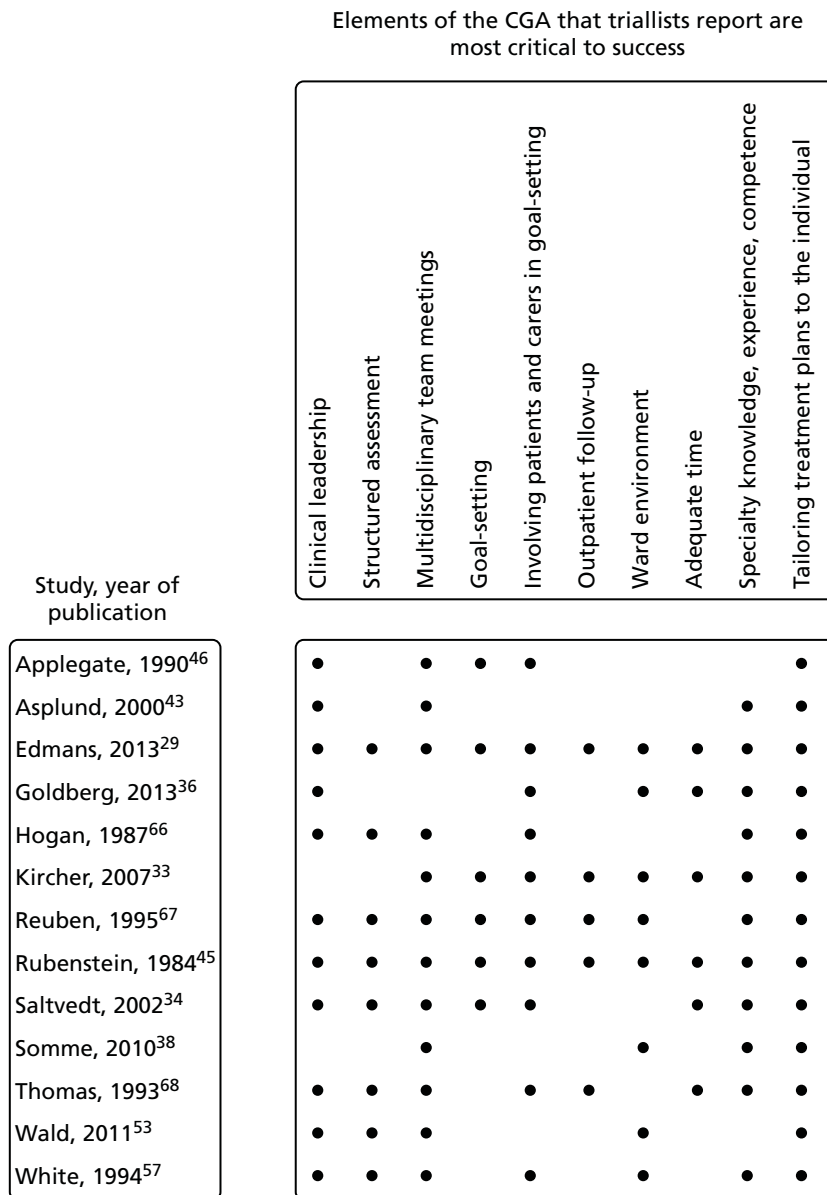 Elements of the CGA that triallists report are
most critical to success
Clinical leadership
Structured assessment
Multidisciplinary team meetings
Goal-setting
Involving patients and carers in goal-setting
Outpatient follow-up
Ward environment
Adequate time
Specialty knowledge, experience, competence
Tailoring treatment plans to the individual
Study, year of
publication
Applegate, 1990⁴⁶
Asplund, 2000⁴³
Edmans, 2013²⁹
Goldberg, 2013³⁶
Hogan, 1987⁶⁶
Kircher, 2007³³
Reuben, 1995⁶⁷
Rubenstein, 1984⁴⁵
Saltvedt, 2002³⁴
Somme, 2010³⁸
Thomas, 1993⁶⁸
Wald, 2011⁵³
White, 1994⁵⁷